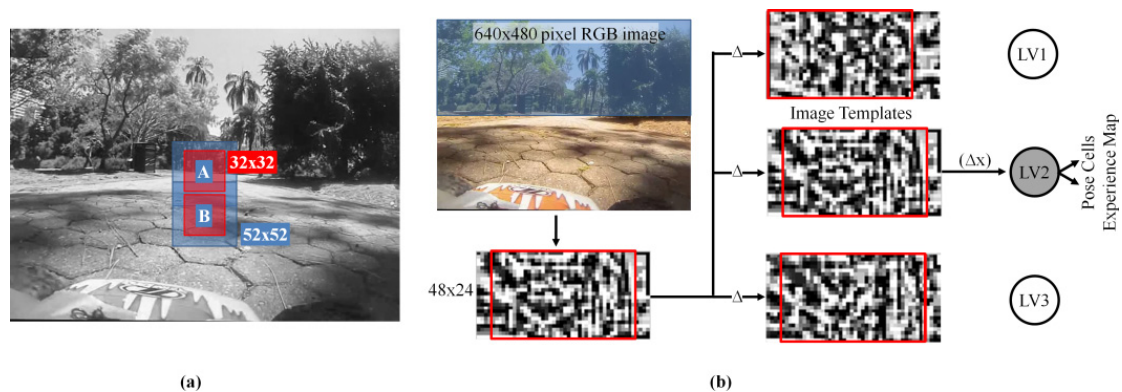 A
32x32
B
52x52
(a)
640x480 pixel RGB image
48x24
Δ
Δ
Δ
Image Templates
(Δx)
LV1
LV2
LV3
Pose Cells
Experience Map
(b)